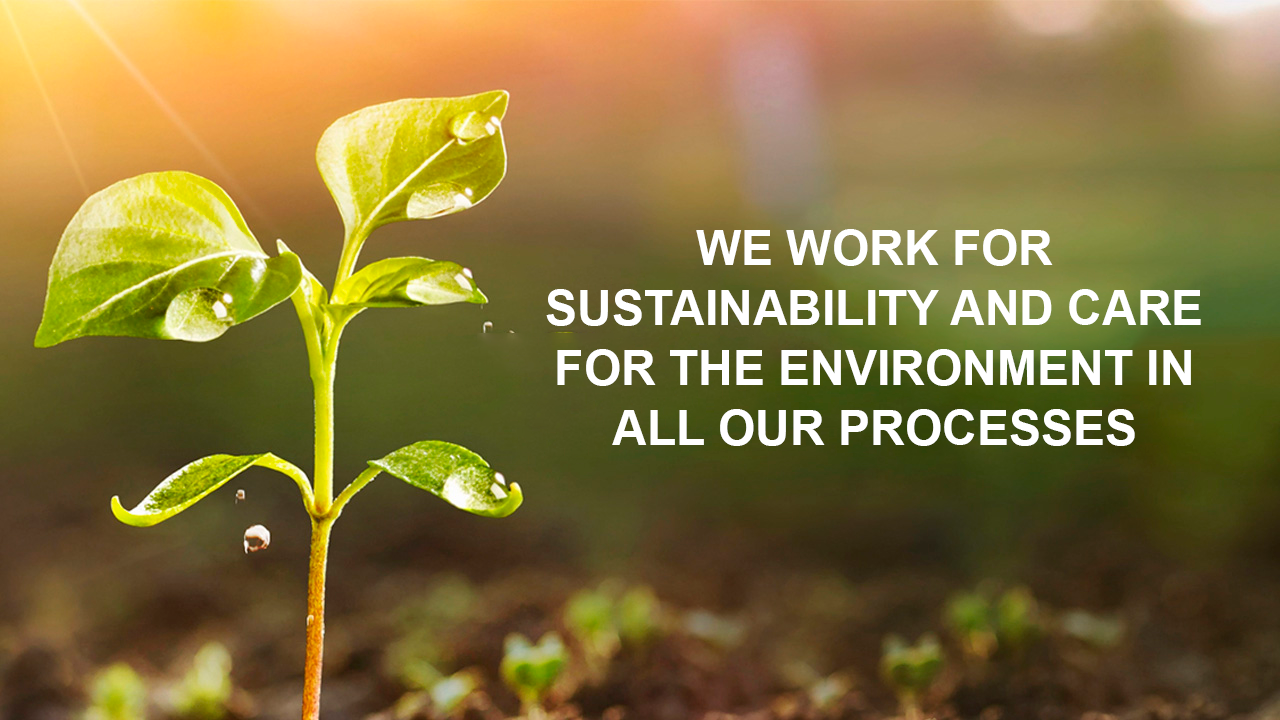 WE WORK FOR
SUSTAINABILITY AND CARE
FOR THE ENVIRONMENT IN
ALL OUR PROCESSES